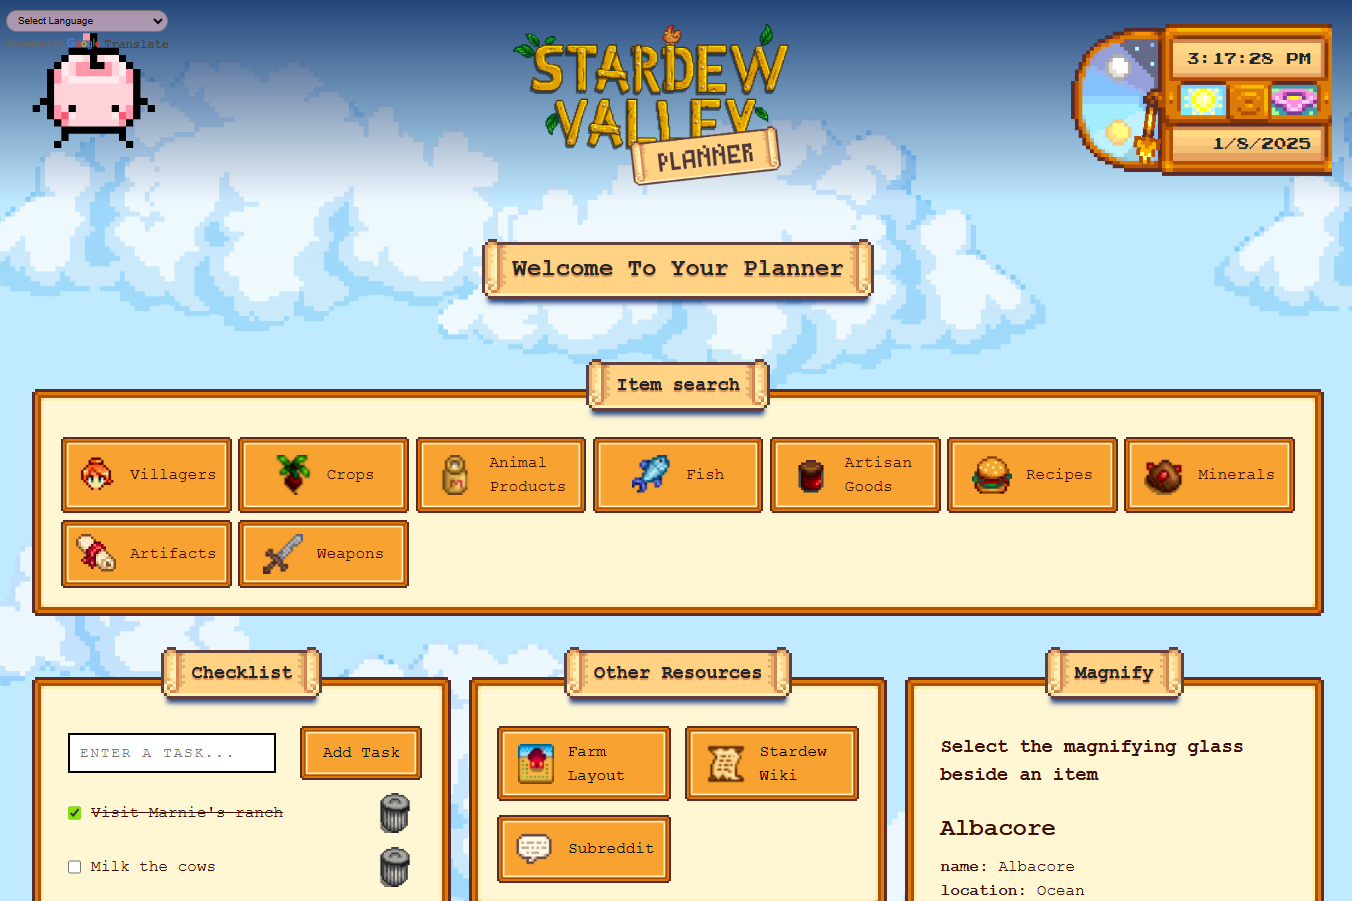 Select Language
Powered by Google Translate
STARDEW
VALLEY
PLANNER
3:17:28 PM
1/8/2025
Welcome To Your Planner
Item search
Villagers
Crops
Animal
Products
Fish
Artisan
Goods
Recipes
Minerals
Artifacts
Weapons
Checklist
ENTER A TASK...
Add Task
Visit Marnie's ranch
Milk the cows
Other Resources
Farm
Layout
Stardew
Wiki
Subreddit
Magnify
Select the magnifying glass
beside an item
Albacore
name: Albacore
location: Ocean